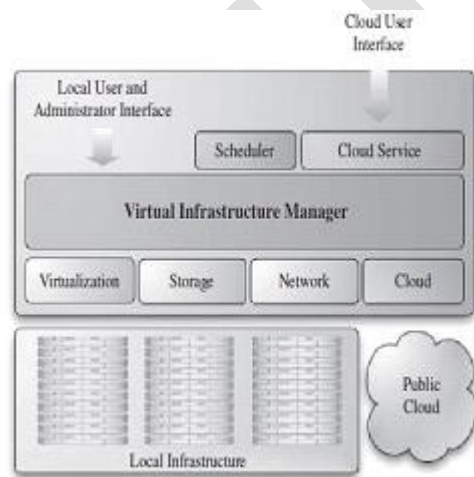 Cloud User
Interface
Local User and
Administrator Interface
Scheduler
Cloud Service
Virtual Infrastructure Manager
Virtualization
Storage
Network
Cloud
Public
Cloud
Local Infrastructure